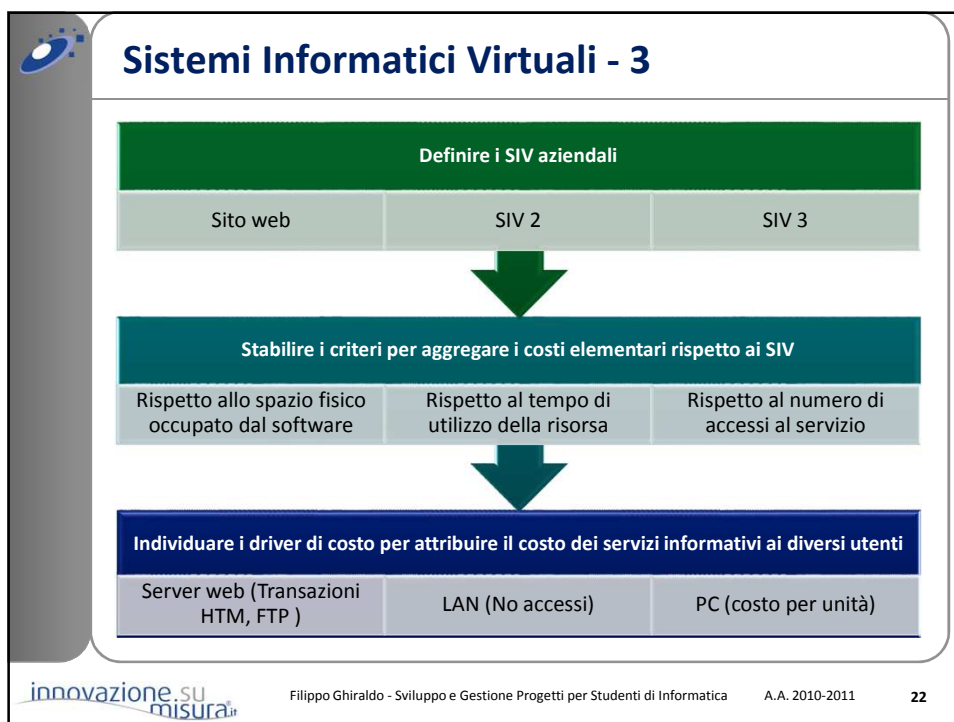 Sistemi Informatici Virtuali - 3
Definire i SIV aziendali
Sito web
SIV 2
SIV 3
Stabilire i criteri per aggregare i costi elementari rispetto ai SIV
Rispetto allo spazio fisico
occupato dal software
Rispetto al tempo di
utilizzo della risorsa
Rispetto al numero di
accessi al servizio
Individuare i driver di costo per attribuire il costo dei servizi informativi ai diversi utenti
Server web (Transazioni
HTM, FTP )
LAN (No accessi)
PC (costo per unità)
innovazione.su
misura.it
Filippo Ghiraldo - Sviluppo e Gestione Progetti per Studenti di Informatica
A.A. 2010-2011
22